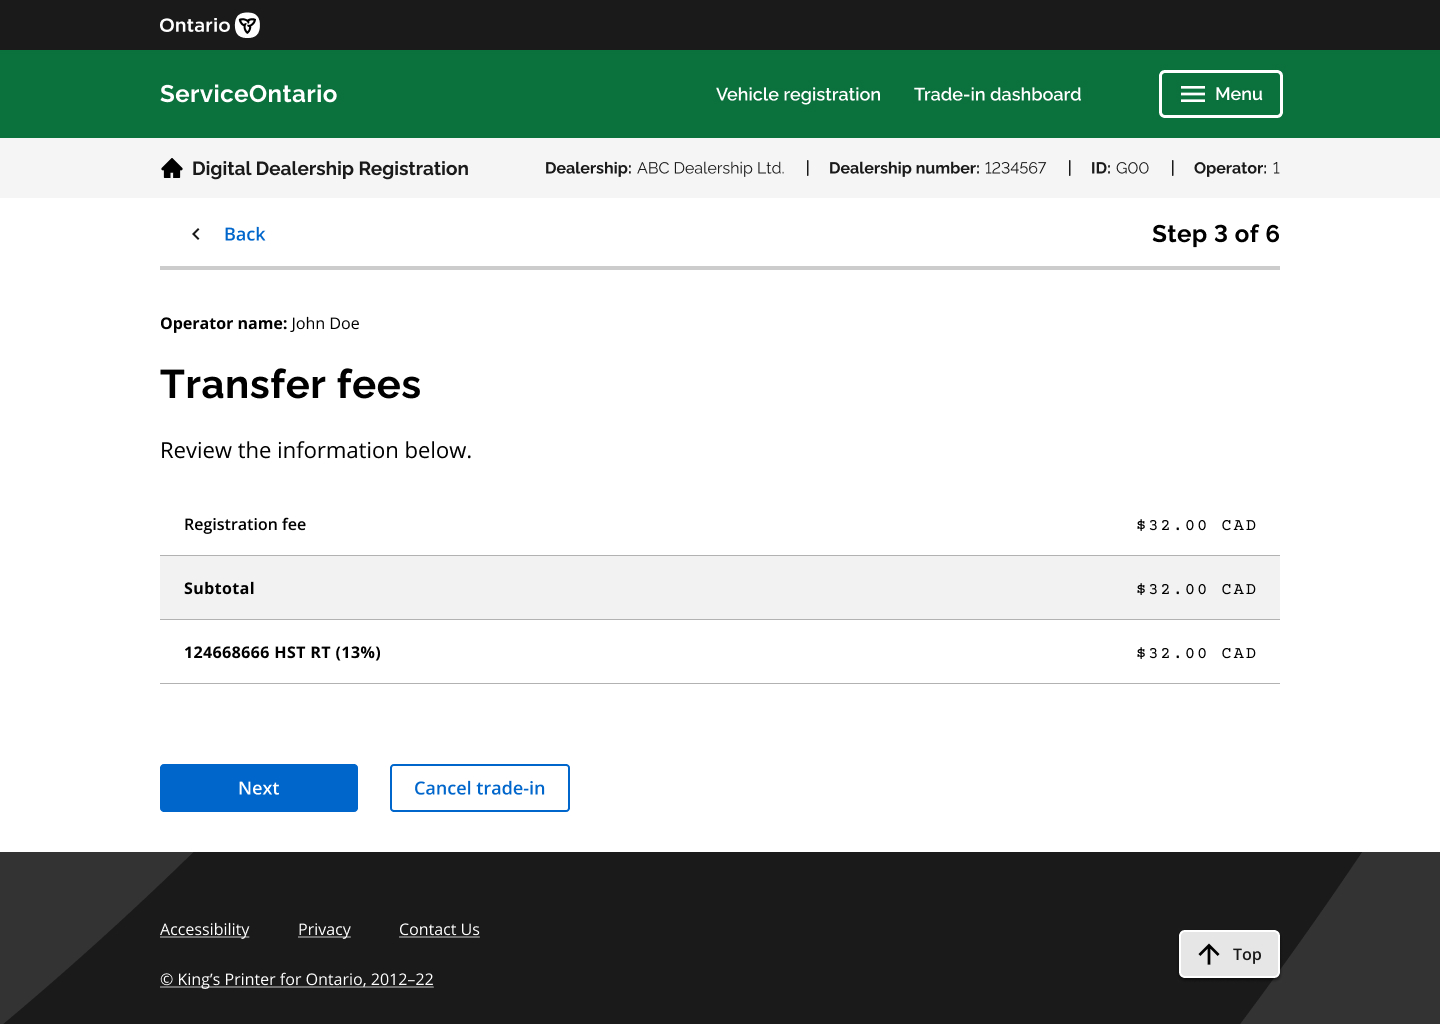 Ontario
ServiceOntario
Vehicle registration
Trade-in dashboard
Menu
Digital Dealership Registration
Dealership: ABC Dealership Ltd. | Dealership number: 1234567 | ID: G00 | Operator: 1
Back
Step 3 of 6
Operator name: John Doe
Transfer fees
Review the information below.
Registration fee $32.00 CAD
Subtotal $32.00 CAD
124668666 HST RT (13%) $32.00 CAD
Next
Cancel trade-in
Accessibility
Privacy
Contact Us
Top
© King’s Printer for Ontario, 2012–22